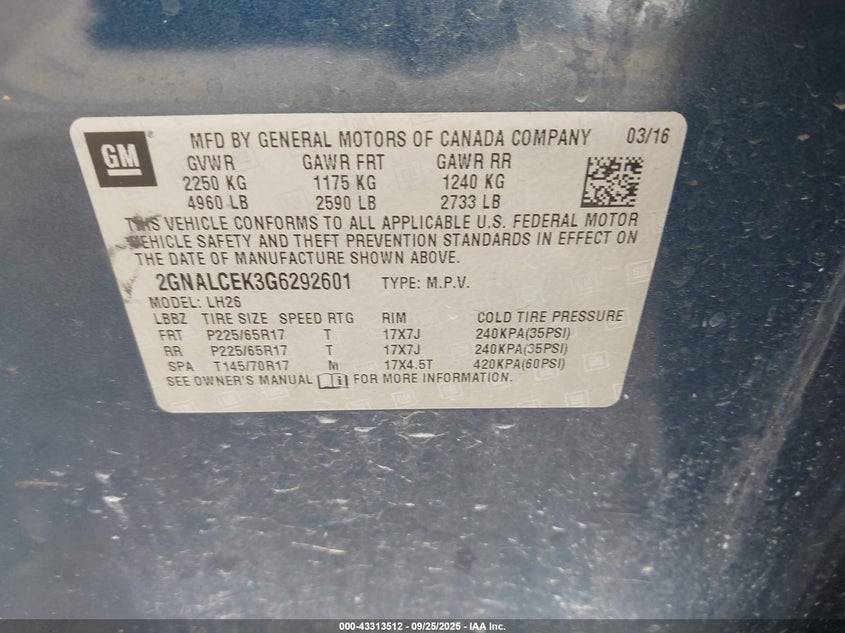 GM
MFD BY GENERAL MOTORS OF CANADA COMPANY 03/16
GVWR GAWR FRT GAWR RR
2250 KG 1175 KG 1240 KG
4960 LB 2590 LB 2733 LB
THIS VEHICLE CONFORMS TO ALL APPLICABLE U.S. FEDERAL MOTOR
VEHICLE SAFETY AND THEFT PREVENTION STANDARDS IN EFFECT ON
THE DATE OF MANUFACTURE SHOWN ABOVE.
2GNALCEK3G6292601 TYPE: M.P.V.
MODEL: LH26
LBBZ TIRE SIZE SPEED RTG RIM COLD TIRE PRESSURE
FRT P225/65R17 T 17X7J 240KPA(35PSI)
RR P225/65R17 T 17X7J 240KPA(35PSI)
SPA T145/70R17 M 17X4.5T 420KPA(60PSI)
SEE OWNER'S MANUAL FOR MORE INFORMATION.
000-43313512 - 09/25/2025 - IAA Inc.